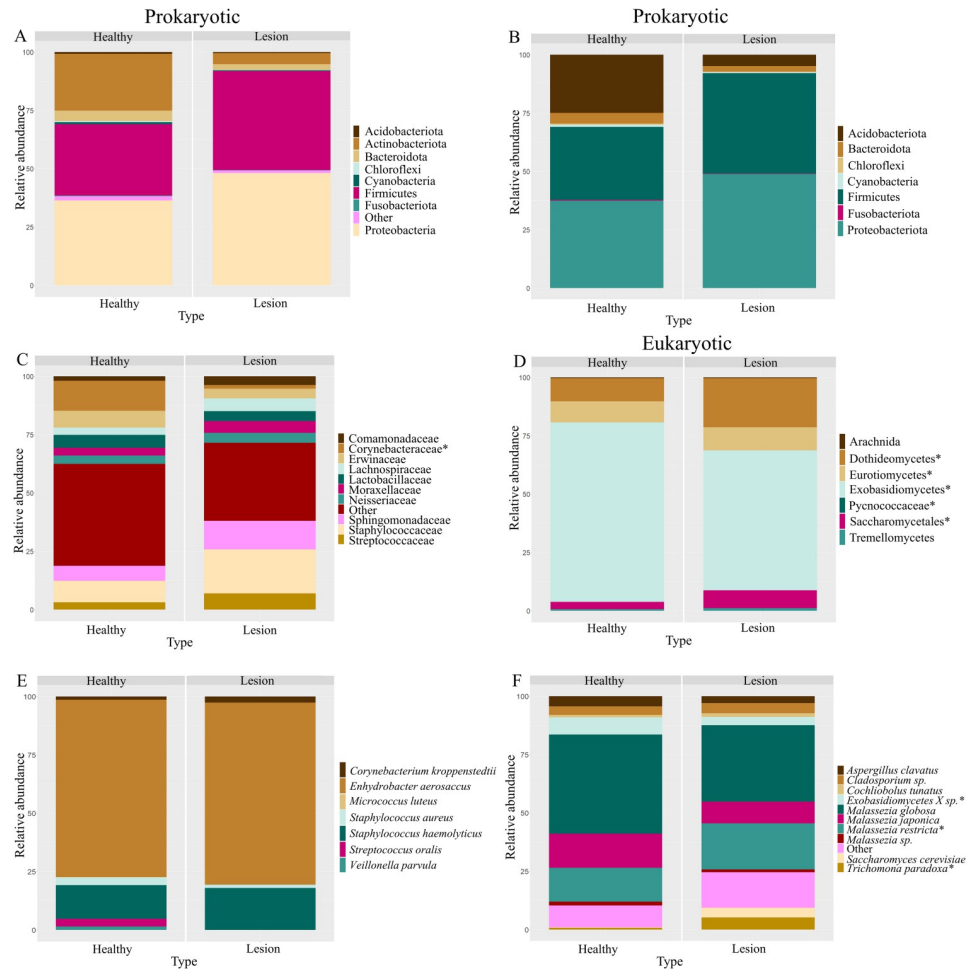 Prokaryotic
A
Healthy
Lesion
100
75
50
25
0
Relative abundance
Healthy
Lesion
Type
Acidobacteriota
Actinobacteriota
Bacteroidota
Chloroflexi
Cyanobacteria
Firmicutes
Fusobacteriota
Other
Proteobacteria
Prokaryotic
B
Healthy
Lesion
100
75
50
25
0
Relative abundance
Healthy
Lesion
Type
Acidobacteriota
Bacteroidota
Chloroflexi
Cyanobacteria
Firmicutes
Fusobacteriota
Proteobacteriota
C
Healthy
Lesion
100
75
50
25
0
Relative abundance
Healthy
Lesion
Type
Comamonadaceae
Corynebacteraceae*
Erwinaceae
Lachnospiraceae
Lactobacillaceae
Moraxellaceae
Neisseriaceae
Other
Sphingomonadaceae
Staphylococcaceae
Streptococcaceae
Eukaryotic
D
Healthy
Lesion
100
75
50
25
0
Relative abundance
Healthy
Lesion
Type
Arachnida
Dothideomycetes*
Eurotiomycetes*
Exobasidiomycetes*
Pycnococcaceae*
Saccharomycetales*
Tremellomycetes
E
Healthy
Lesion
100
75
50
25
0
Relative abundance
Healthy
Lesion
Type
Corynebacterium kroppenstedtii
Enhydrobacter aerosaccus
Micrococcus luteus
Staphylococcus aureus
Staphylococcus haemolyticus
Streptococcus oralis
Veillonella parvula
F
Healthy
Lesion
100
75
50
25
0
Relative abundance
Healthy
Lesion
Type
Aspergillus clavatus
Cladosporium sp.
Cochliobolus tunatus
Exobasidiomycetes X sp.*
Malassezia globosa
Malassezia japonica
Malassezia restricta*
Malassezia sp.
Other
Saccharomyces cerevisiae
Trichomona paradoxa*